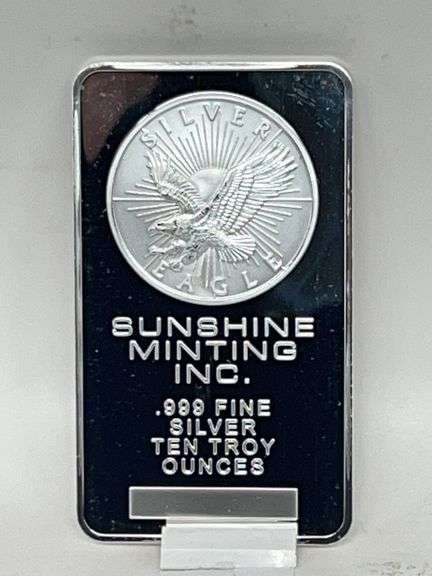 SILVER
EAGLE
SUNSHINE
MINTING
INC.
.999 FINE
SILVER
TEN TROY
OUNCES